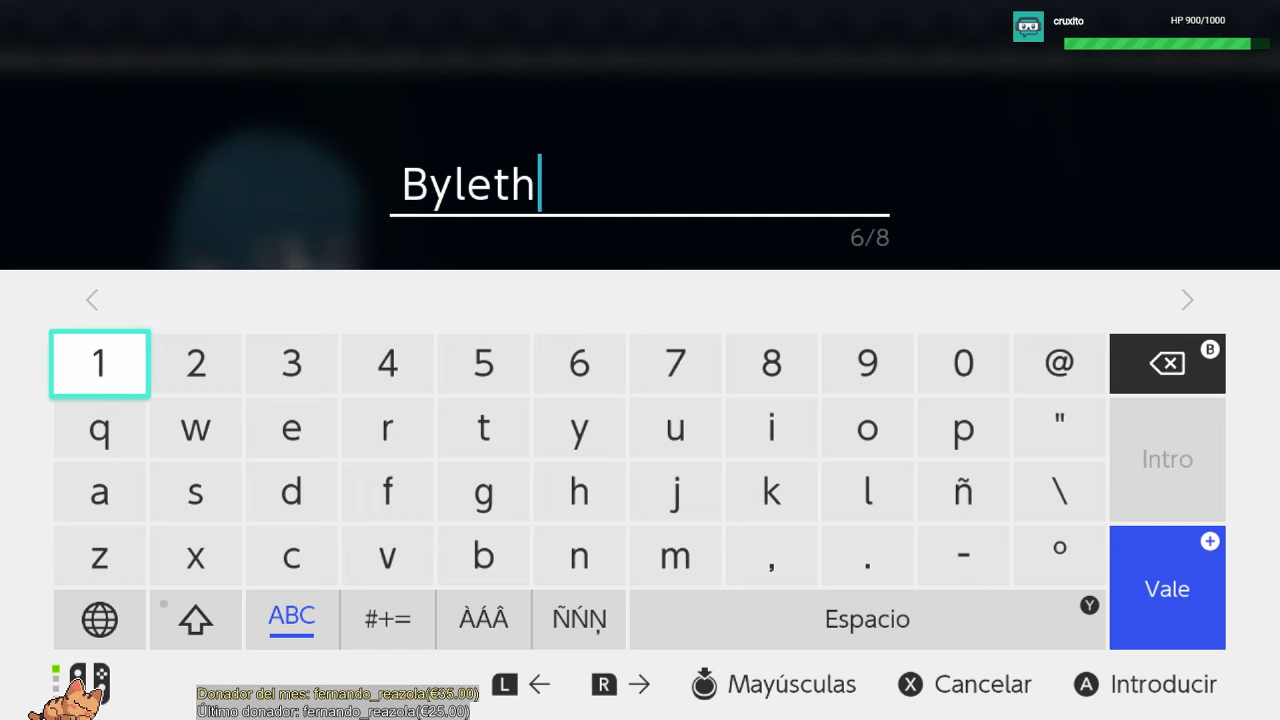 cruxito HP 900/1000
Byleth
6/8
1 2 3 4 5 6 7 8 9 0 @ B
q w e r t y u i o p " Intro
a s d f g h j k l ñ \
z x c v b n m , . - º + Vale
ABC #+= ÀÁÂ ÑŃŅ Espacio Y
L ← R → Mayúsculas X Cancelar A Introducir
Donador del mes: fernando_reazola(€35.00)
Último donador: fernando_reazola(€25.00)